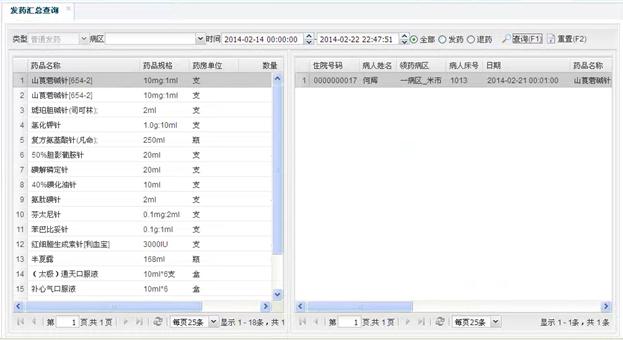 发药汇总查询
类型 普通发药 病区 时间 2014-02-14 00:00:00 - 2014-02-22 22:47:51 全部 发药 退药 查询(F1) 重置(F2)
药品名称 药品规格 药房单位 数量
1 山莨菪碱针[654-2] 10mg:1ml 支
2 山莨菪碱针[654-2] 10mg:1ml 支
3 琥珀胆碱针(司可林); 2ml 支
4 氯化钾针 1.0g:10ml 支
5 复方氨基酸针(凡命); 250ml 瓶
6 50%胆影葡胺针 20ml 支
7 碘解磷定针 20ml 支
8 40%碘化油针 10ml 支
9 氨肽碘针 2ml 支
10 芬太尼针 0.1mg:2ml 支
11 苯巴比妥针 0.1g:1ml 支
12 红细胞生成素针[利血宝] 3000IU 支
13 半夏露 168ml 瓶
14 (太极)通天口服液 10ml*6支 盒
15 补心气口服液 10ml*6 盒
第 1 页,共 1 页 每页25条 显示 1 - 18条，共 1
住院号码 病人姓名 领药病区 病人床号 日期 药品名称
1 0000000017 何辉 一病区_米市 1013 2014-02-21 00:01:00 山莨菪碱针
第 1 页,共 1 页 每页25条 显示 1 - 1条，共 1 条